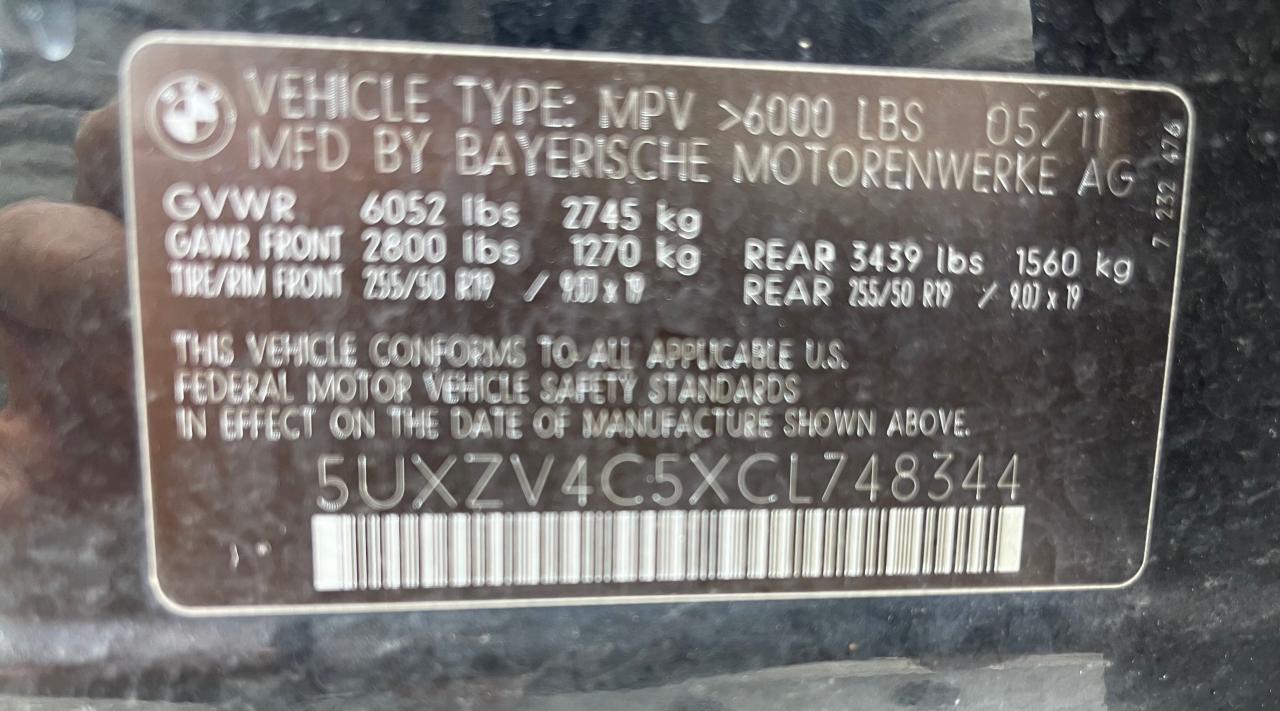 VEHICLE TYPE: MPV >6000 LBS 05/11
MFD BY BAYERISCHE MOTORENWERKE AG
GVWR 6052 lbs 2745 kg
GAWR FRONT 2800 lbs 1270 kg REAR 3439 lbs 1560 kg
TIRE/RIM FRONT 255/50 R19 / 9.0J x 19 REAR 255/50 R19 / 9.0J x 19
THIS VEHICLE CONFORMS TO ALL APPLICABLE U.S.
FEDERAL MOTOR VEHICLE SAFETY STANDARDS
IN EFFECT ON THE DATE OF MANUFACTURE SHOWN ABOVE.
5UXZV4C5XCL748344
7 232 476